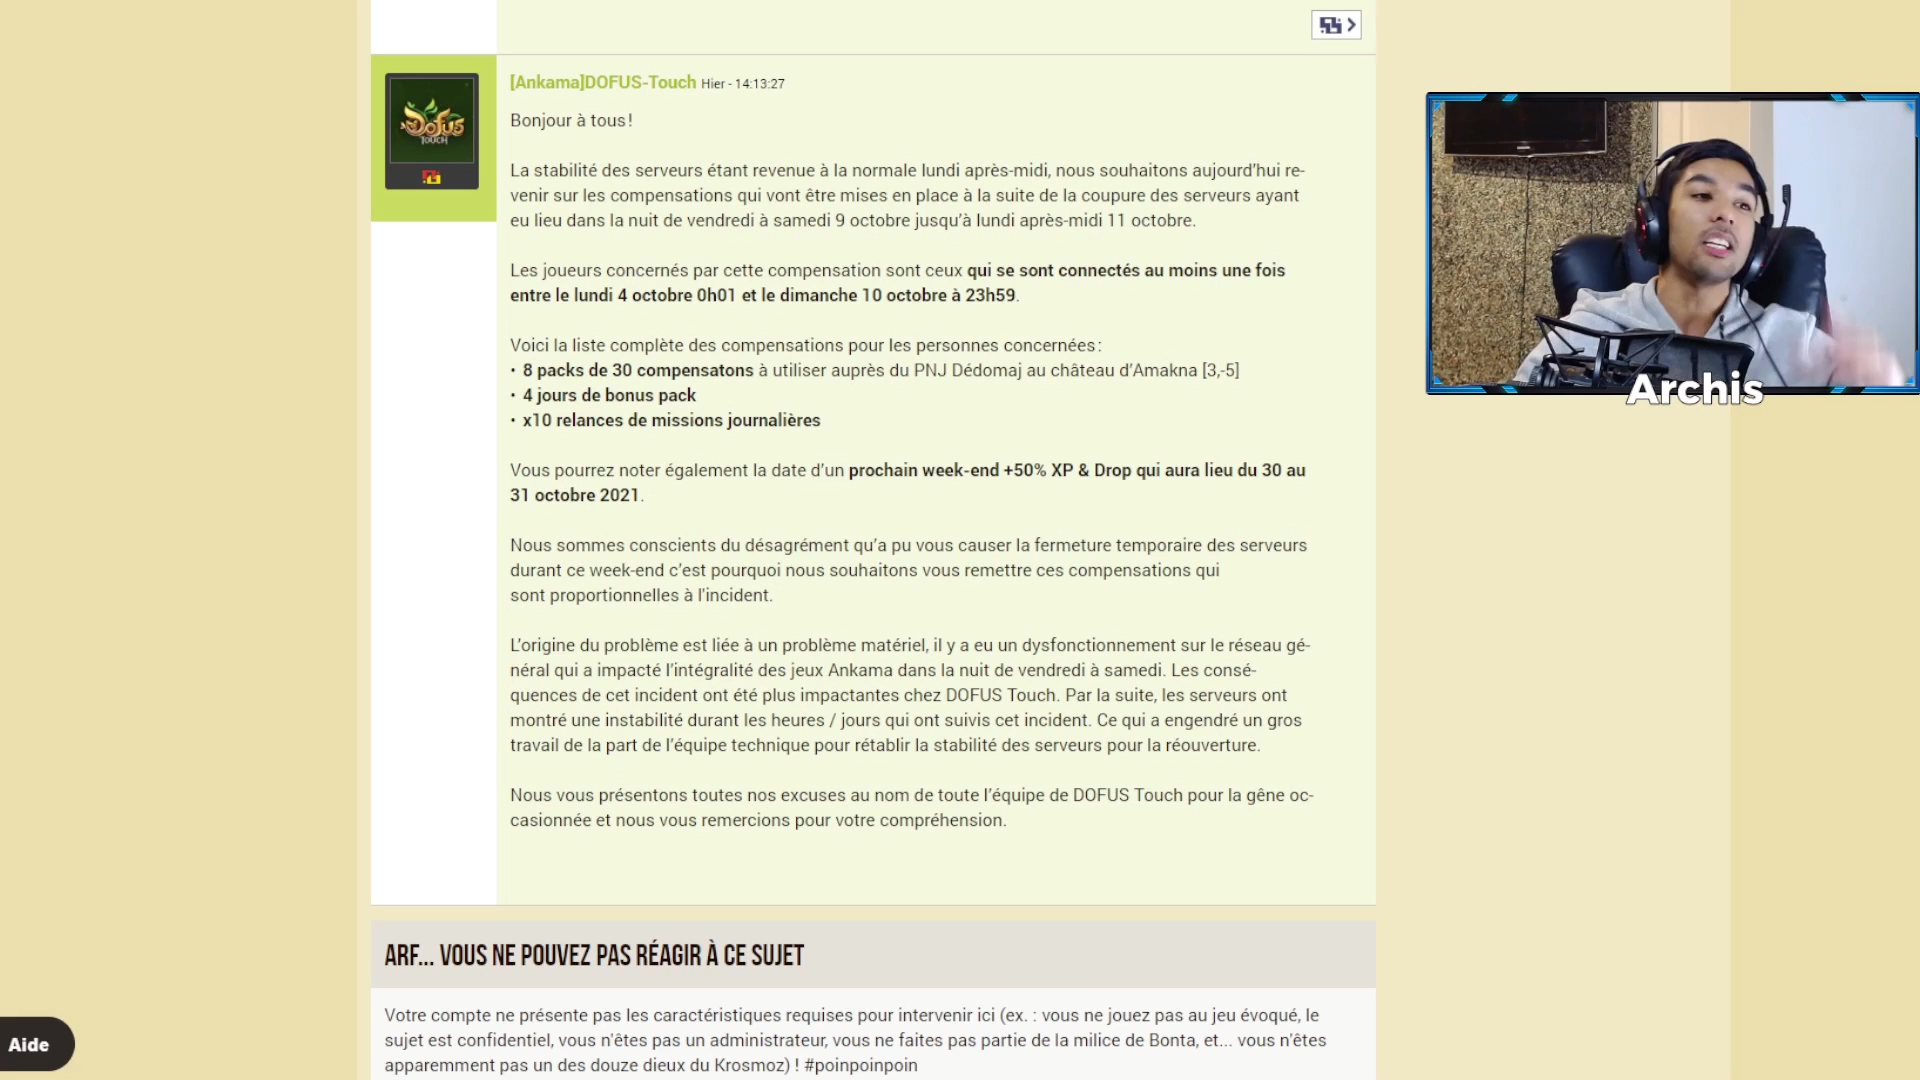 [Ankama]DOFUS-Touch Hier - 14:13:27
DOFUS
TOUCH
Bonjour à tous !
La stabilité des serveurs étant revenue à la normale lundi après-midi, nous souhaitons aujourd’hui re-
venir sur les compensations qui vont être mises en place à la suite de la coupure des serveurs ayant
eu lieu dans la nuit de vendredi à samedi 9 octobre jusqu’à lundi après-midi 11 octobre.
Les joueurs concernés par cette compensation sont ceux qui se sont connectés au moins une fois
entre le lundi 4 octobre 0h01 et le dimanche 10 octobre à 23h59.
Voici la liste complète des compensations pour les personnes concernées :
• 8 packs de 30 compensatons à utiliser auprès du PNJ Dédomaj au château d’Amakna [3,-5]
• 4 jours de bonus pack
• x10 relances de missions journalières
Vous pourrez noter également la date d’un prochain week-end +50% XP & Drop qui aura lieu du 30 au
31 octobre 2021.
Nous sommes conscients du désagrément qu’a pu vous causer la fermeture temporaire des serveurs
durant ce week-end c’est pourquoi nous souhaitons vous remettre ces compensations qui
sont proportionnelles à l'incident.
L’origine du problème est liée à un problème matériel, il y a eu un dysfonctionnement sur le réseau gé-
néral qui a impacté l’intégralité des jeux Ankama dans la nuit de vendredi à samedi. Les consé-
quences de cet incident ont été plus impactantes chez DOFUS Touch. Par la suite, les serveurs ont
montré une instabilité durant les heures / jours qui ont suivis cet incident. Ce qui a engendré un gros
travail de la part de l’équipe technique pour rétablir la stabilité des serveurs pour la réouverture.
Nous vous présentons toutes nos excuses au nom de toute l’équipe de DOFUS Touch pour la gêne oc-
casionnée et nous vous remercions pour votre compréhension.
Archis
ARF... VOUS NE POUVEZ PAS RÉAGIR À CE SUJET
Votre compte ne présente pas les caractéristiques requises pour intervenir ici (ex. : vous ne jouez pas au jeu évoqué, le
sujet est confidentiel, vous n'êtes pas un administrateur, vous ne faites pas partie de la milice de Bonta, et... vous n'êtes
apparemment pas un des douze dieux du Krosmoz) ! #poinpoinpoin
Aide